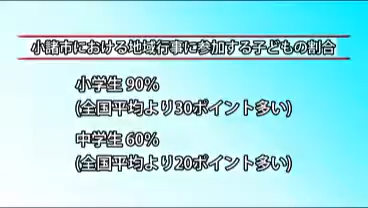 小諸市における地域行事に参加する子どもの割合
小学生 90%
(全国平均より30ポイント多い)
中学生 60%
(全国平均より20ポイント多い)